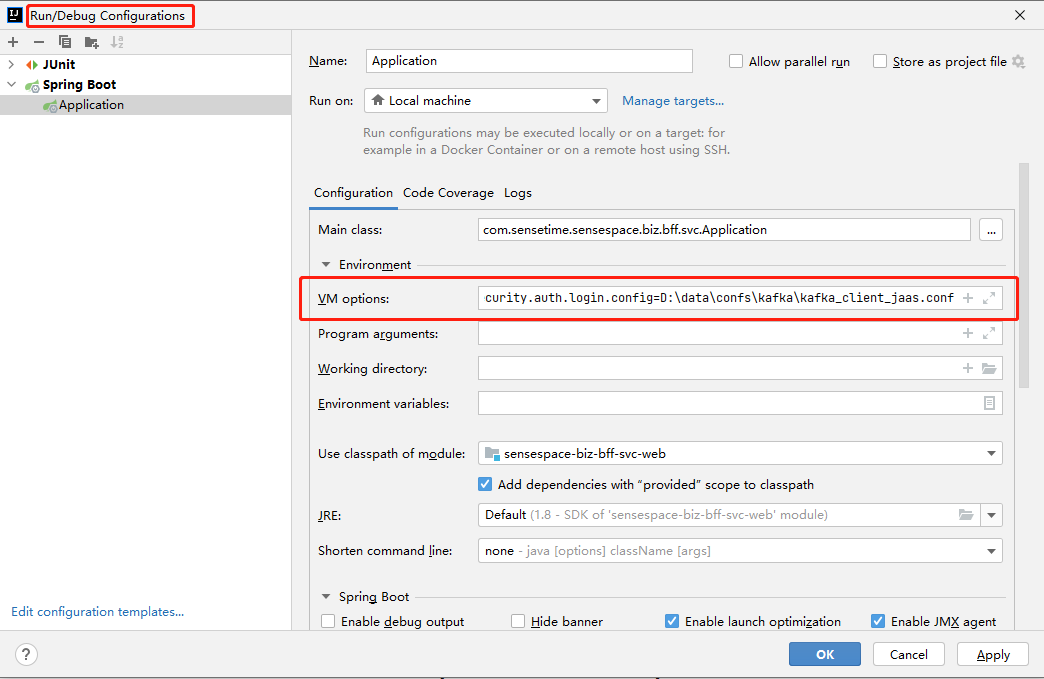 Run/Debug Configurations
JUnit
Spring Boot
Application
Edit configuration templates...
Name: Application
Allow parallel run
Store as project file
Run on: Local machine
Manage targets...
Run configurations may be executed locally or on a target: for
example in a Docker Container or on a remote host using SSH.
Configuration Code Coverage Logs
Main class: com.sensetime.sensespace.biz.bff.svc.Application ...
Environment
VM options: curity.auth.login.config=D:\data\confs\kafka\kafka_client_jaas.conf
Program arguments:
Working directory:
Environment variables:
Use classpath of module: sensespace-biz-bff-svc-web
Add dependencies with “provided” scope to classpath
JRE: Default (1.8 - SDK of 'sensespace-biz-bff-svc-web' module)
Shorten command line: none - java [options] className [args]
Spring Boot
Enable debug output Hide banner Enable launch optimization Enable JMX agent
? OK Cancel Apply